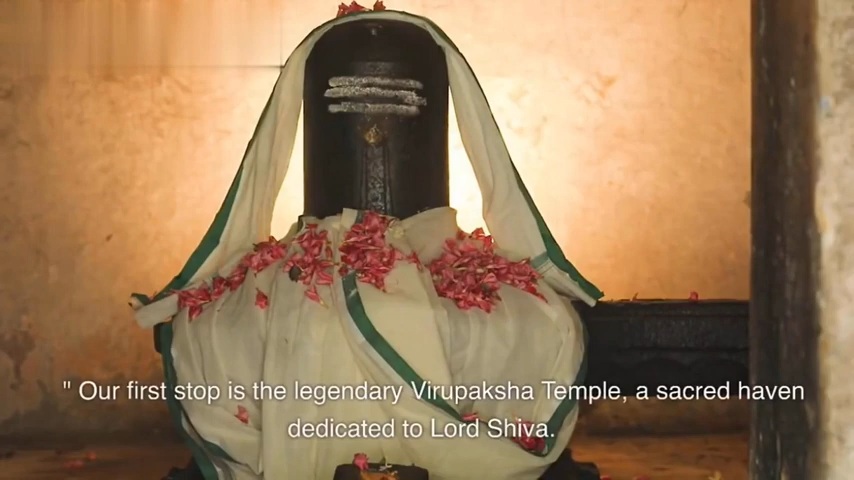 " Our first stop is the legendary Virupaksha Temple, a sacred haven
dedicated to Lord Shiva.